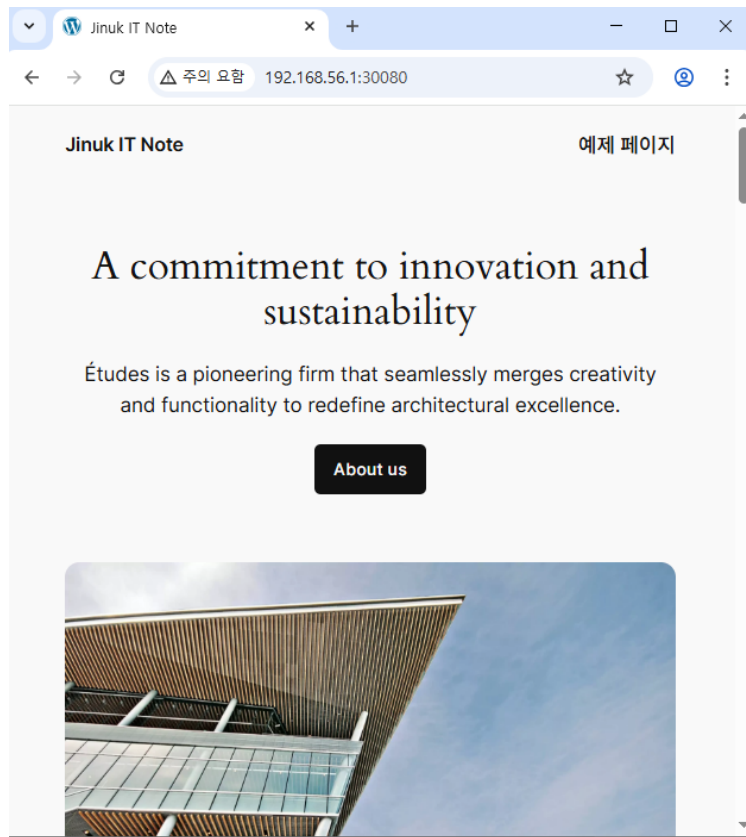 Jinuk IT Note
주의 요함 192.168.56.1:30080
Jinuk IT Note 예제 페이지
A commitment to innovation and
sustainability
Études is a pioneering firm that seamlessly merges creativity
and functionality to redefine architectural excellence.
About us